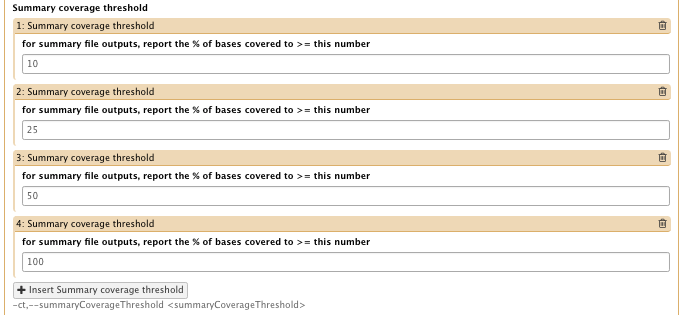 Summary coverage threshold
1: Summary coverage threshold
for summary file outputs, report the % of bases covered to >= this number
10
2: Summary coverage threshold
for summary file outputs, report the % of bases covered to >= this number
25
3: Summary coverage threshold
for summary file outputs, report the % of bases covered to >= this number
50
4: Summary coverage threshold
for summary file outputs, report the % of bases covered to >= this number
100
Insert Summary coverage threshold
-ct,--summaryCoverageThreshold <summaryCoverageThreshold>